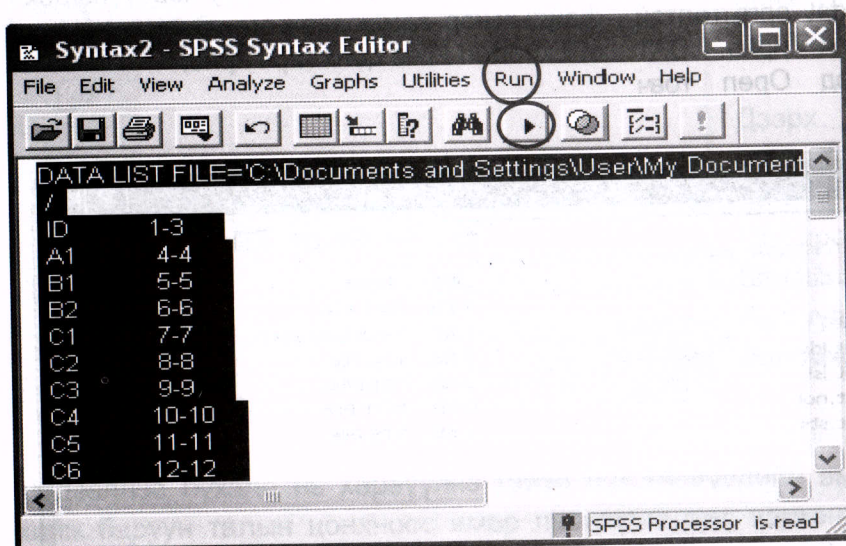 Syntax2 - SPSS Syntax Editor
File Edit View Analyze Graphs Utilities Run Window Help
DATA LIST FILE='C:\Documents and Settings\User\My Document
/
ID 1-3
A1 4-4
B1 5-5
B2 6-6
C1 7-7
C2 8-8
C3 9-9
C4 10-10
C5 11-11
C6 12-12
SPSS Processor is read